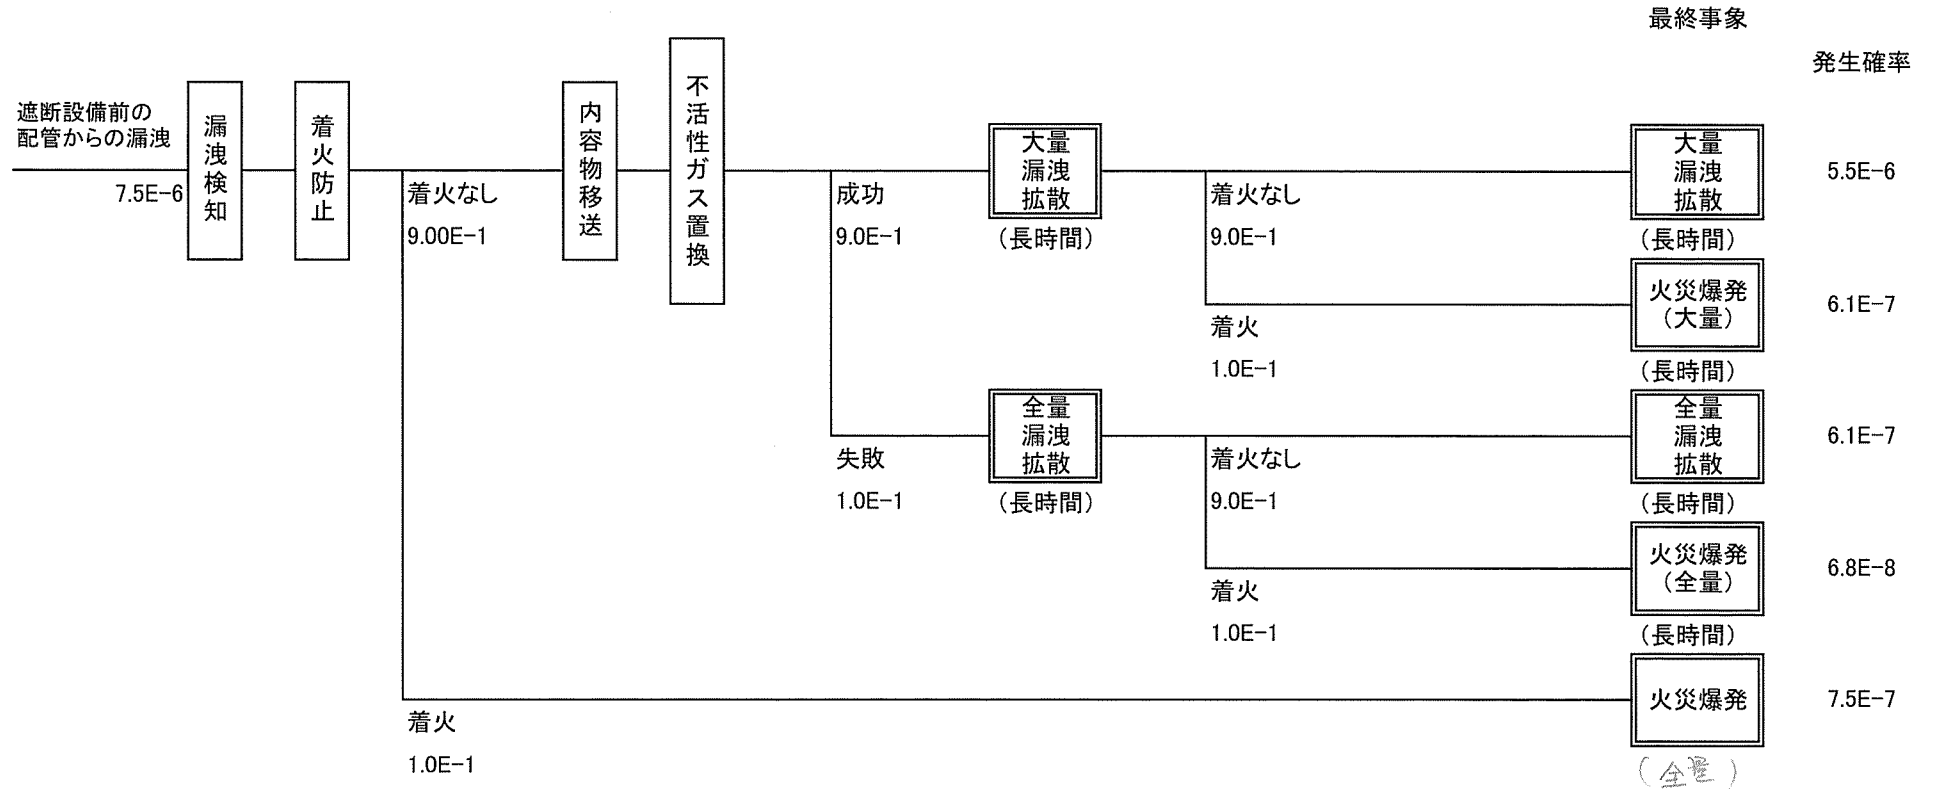 最終事象
発生確率
遮断設備前の
配管からの漏洩
7.5E-6
漏洩検知
着火防止
着火なし
9.00E-1
内容物移送
不活性ガス置換
成功
9.0E-1
大量
漏洩
拡散
(長時間)
着火なし
9.0E-1
大量
漏洩
拡散
(長時間)
5.5E-6
着火
1.0E-1
火災爆発
(大量)
(長時間)
6.1E-7
失敗
1.0E-1
全量
漏洩
拡散
(長時間)
着火なし
9.0E-1
全量
漏洩
拡散
(長時間)
6.1E-7
着火
1.0E-1
火災爆発
(全量)
(長時間)
6.8E-8
着火
1.0E-1
火災爆発
7.5E-7
(全量)